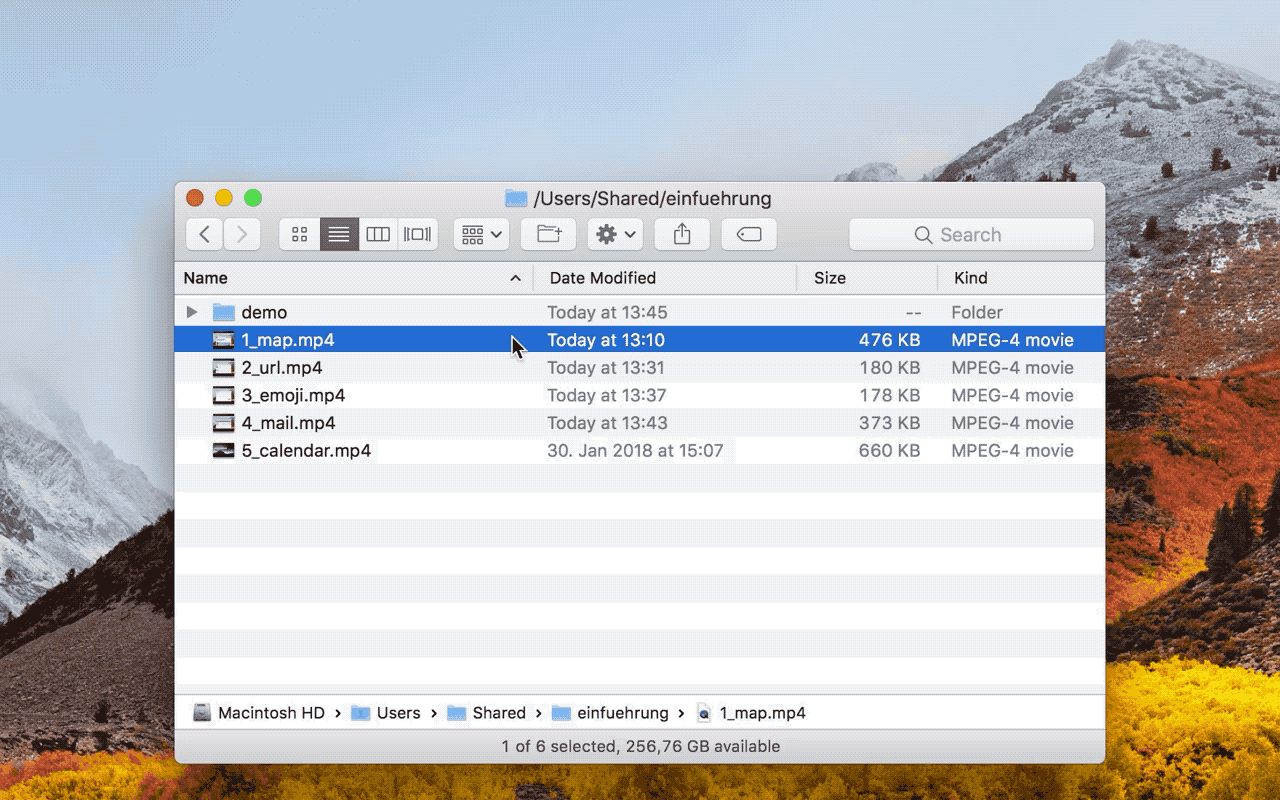 /Users/Shared/einfuehrung
Search
Name Date Modified Size Kind
demo Today at 13:45 -- Folder
1_map.mp4 Today at 13:10 476 KB MPEG-4 movie
2_url.mp4 Today at 13:31 180 KB MPEG-4 movie
3_emoji.mp4 Today at 13:37 178 KB MPEG-4 movie
4_mail.mp4 Today at 13:43 373 KB MPEG-4 movie
5_calendar.mp4 30. Jan 2018 at 15:07 660 KB MPEG-4 movie
Macintosh HD › Users › Shared › einfuehrung › 1_map.mp4
1 of 6 selected, 256,76 GB available